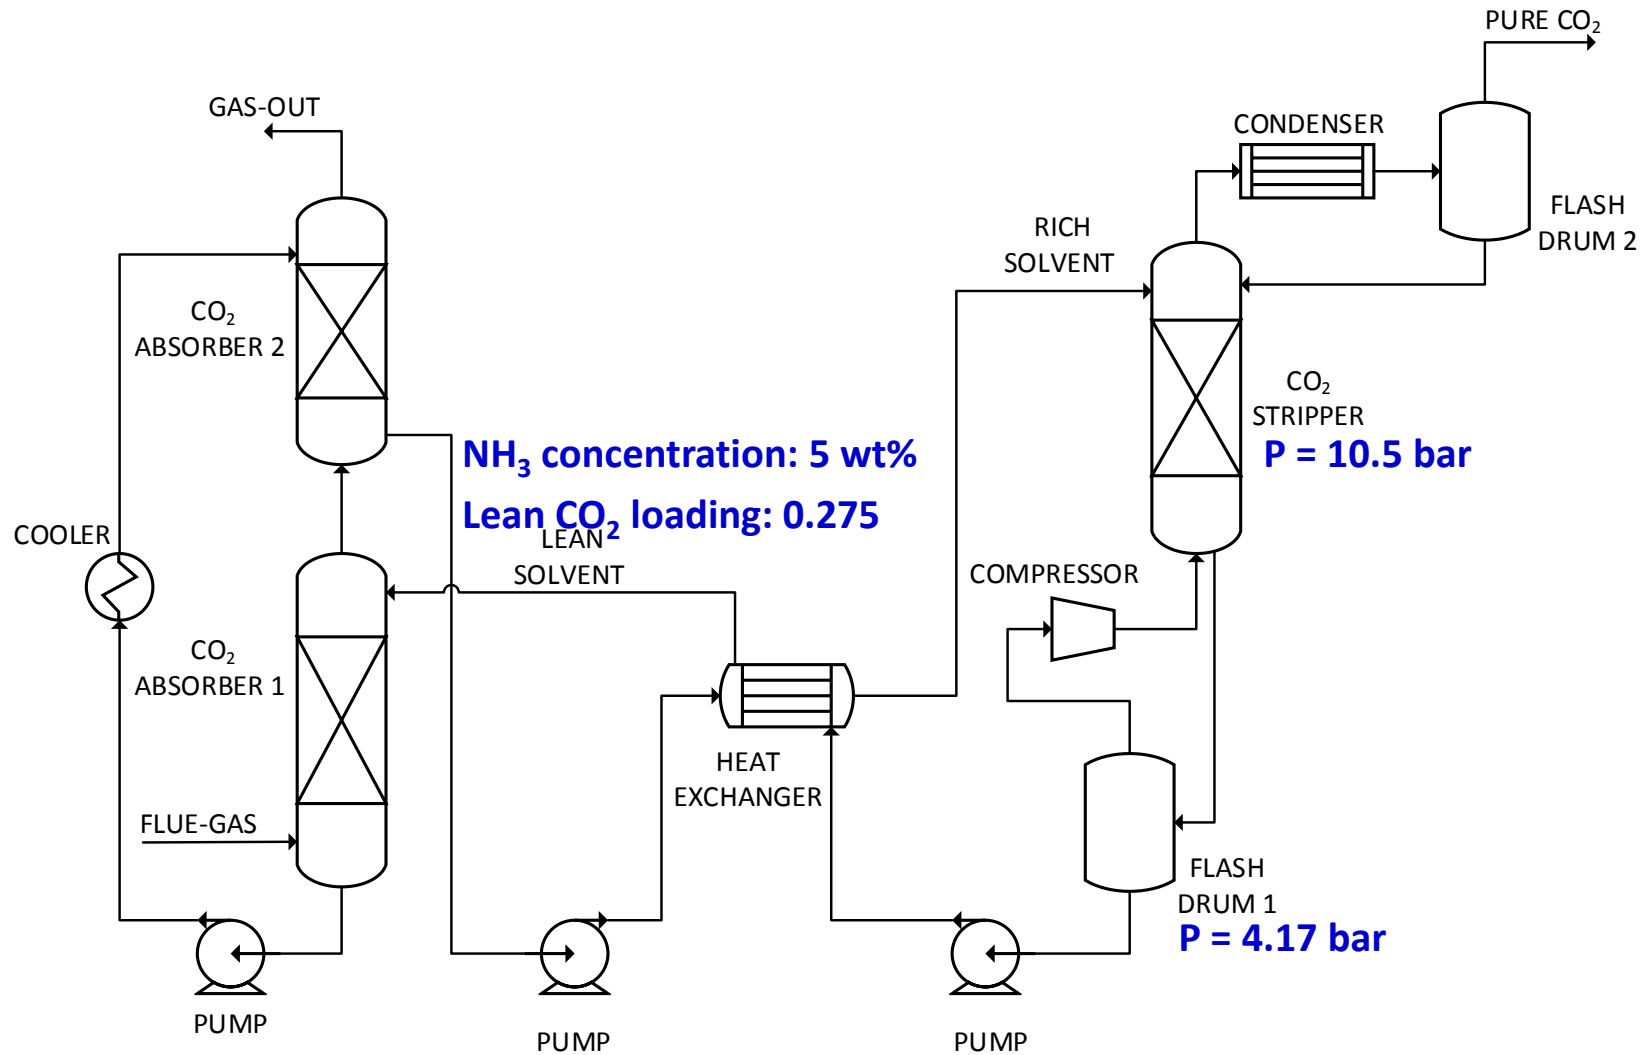 PURE CO₂
GAS-OUT
CONDENSER
FLASH
DRUM 2
RICH
SOLVENT
CO₂
ABSORBER 2
CO₂
STRIPPER
P = 10.5 bar
NH₃ concentration: 5 wt%
Lean CO₂ loading: 0.275
LEAN
SOLVENT
COOLER
COMPRESSOR
CO₂
ABSORBER 1
HEAT
EXCHANGER
FLUE-GAS
FLASH
DRUM 1
P = 4.17 bar
PUMP
PUMP
PUMP